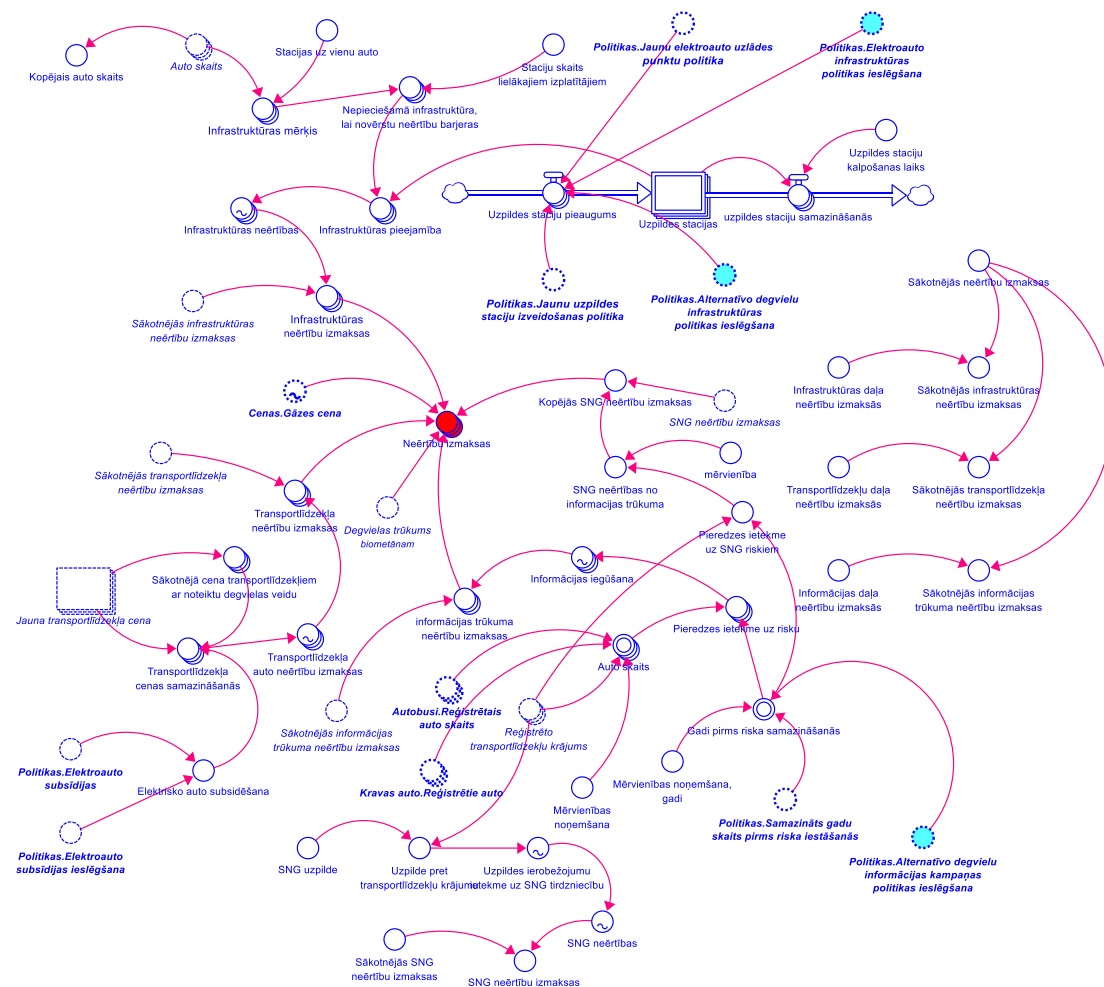 Kopējais auto skaits
Auto skaits
Stacijas uz vienu auto
Infrastruktūras mērķis
Staciju skaits
lielākajiem izplatītājiem
Nepieciešamā infrastruktūra,
lai novērstu neērtību barjeras
Politikas.Jaunu elektroauto uzlādes
punktu politika
Politikas.Elektroauto
infrastruktūras
politikas ieslēgšana
Uzpildes staciju
kalpošanas laiks
Infrastruktūras neērtības
Infrastruktūras pieejamība
Uzpildes staciju pieaugums
Uzpildes stacijas
uzpildes staciju samazināšanās
Sākotnējās infrastruktūras
neērtību izmaksas
Infrastruktūras
neērtību izmaksas
Politikas.Jaunu uzpildes
staciju izveidošanas politika
Politikas.Alternatīvo degvielu
infrastruktūras
politikas ieslēgšana
Sākotnējās neērtību izmaksas
Infrastruktūras daļa
neērtību izmaksās
Sākotnējās infrastruktūras
neērtību izmaksas
Cenas.Gāzes cena
Neērtību izmaksas
Kopējās SNG neērtību izmaksas
SNG neērtību izmaksas
Sākotnējās transportlīdzekļa
neērtību izmaksas
Transportlīdzekļa
neērtību izmaksas
Degvielas trūkums
biometānam
SNG neērtības no
informacijas trūkuma
mērvienība
Transportlīdzekļu daļa
neērtību izmaksās
Sākotnējās transportlīdzekļa
neērtību izmaksas
Pieredzes ietekme
uz SNG riskiem
Sākotnējā cena transportlīdzekļiem
ar noteiktu degvielas veidu
Jauna transportlīdzekļa cena
Informācijas iegūšana
Informācijas daļa
neērtību izmaksās
Sākotnējās informācijas
trūkuma neērtību izmaksas
informācijas trūkuma
neērtību izmaksas
Pieredzes ietekme uz risku
Transportlīdzekļa
cenas samazināšanās
Transportlīdzekļa
auto neērtību izmaksas
Auto skaits
Sākotnējās informācijas
trūkuma neērtību izmaksas
Autobusi.Reģistrētais
auto skaits
Reģistrēto
transportlīdzekļu krājums
Gadi pirms riska samazināšanās
Politikas.Elektroauto
subsīdijas
Elektrisko auto subsidēšana
Kravas auto.Reģistrētie auto
Mērvienības
noņemšana
Mērvienības noņemšana,
gadi
Politikas.Samazināts gadu
skaits pirms riska iestāšanās
Politikas.Elektroauto
subsīdijas ieslēgšana
SNG uzpilde
Uzpilde pret
transportlīdzekļu krājumu
Uzpildes ierobežojumu
ietekme uz SNG tirdzniecību
Politikas.Alternatīvo degvielu
informācijas kampaņas
politikas ieslēgšana
SNG neērtības
Sākotnējās SNG
neērtību izmaksas
SNG neērtību izmaksas